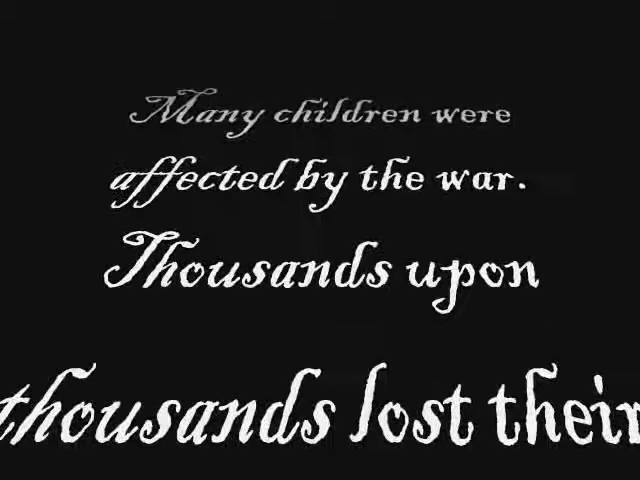 Many children were
affected by the war.
Thousands upon
thousands lost their